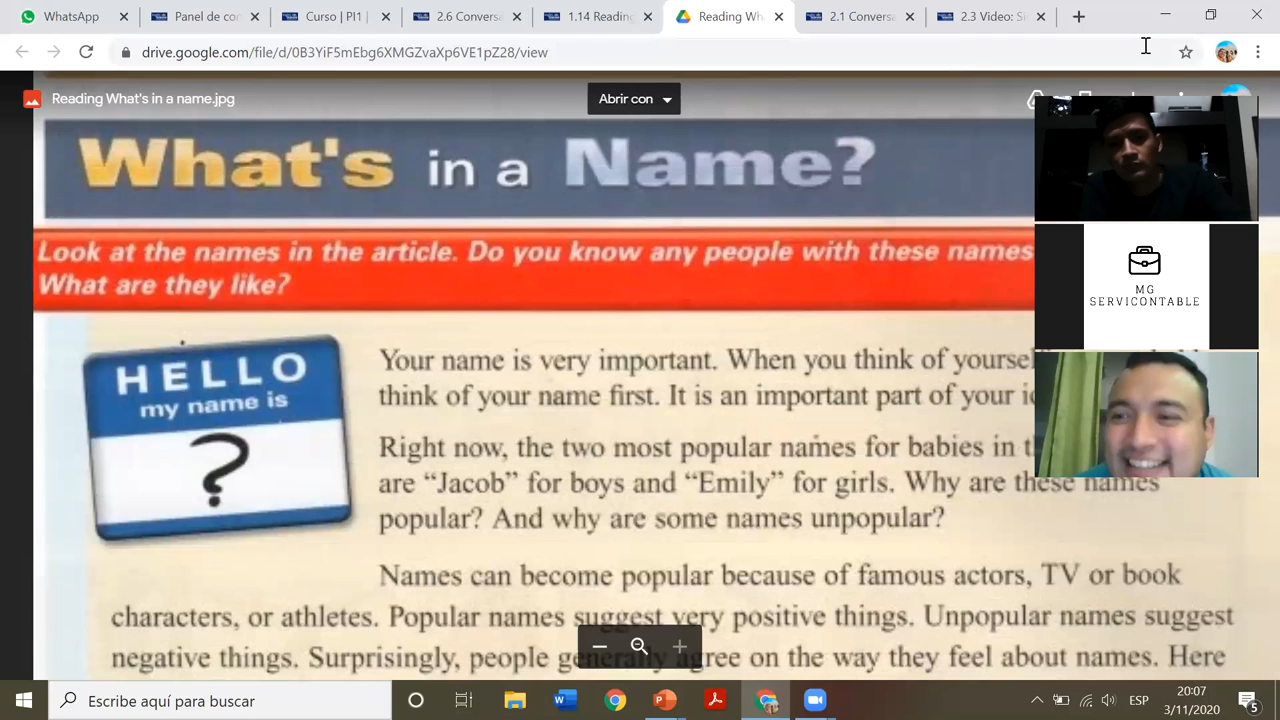 WhatsApp
Panel de co
Curso | PI1 |
2.6 Conversa
1.14 Reading
Reading Wh
2.1 Convers
2.3 Video: Si
drive.google.com/file/d/0B3YiF5mEbg6XMGZvaXp6VE1pZ28/view
Reading What's in a name.jpg
Abrir con
What's in a Name?
Look at the names in the article. Do you know any people with these names
What are they like?
HELLO
my name is
?
Your name is very important. When you think of yourself
think of your name first. It is an important part of your
Right now, the two most popular names for babies in
are “Jacob” for boys and “Emily” for girls. Why are these names
popular? And why are some names unpopular?
Names can become popular because of famous actors, TV or book
characters, or athletes. Popular names suggest very positive things. Unpopular names suggest
negative things. Surprisingly, people generally agree on the way they feel about names. Here
MG
SERVICONTABLE
Escribe aquí para buscar
ESP
20:07
3/11/2020
5